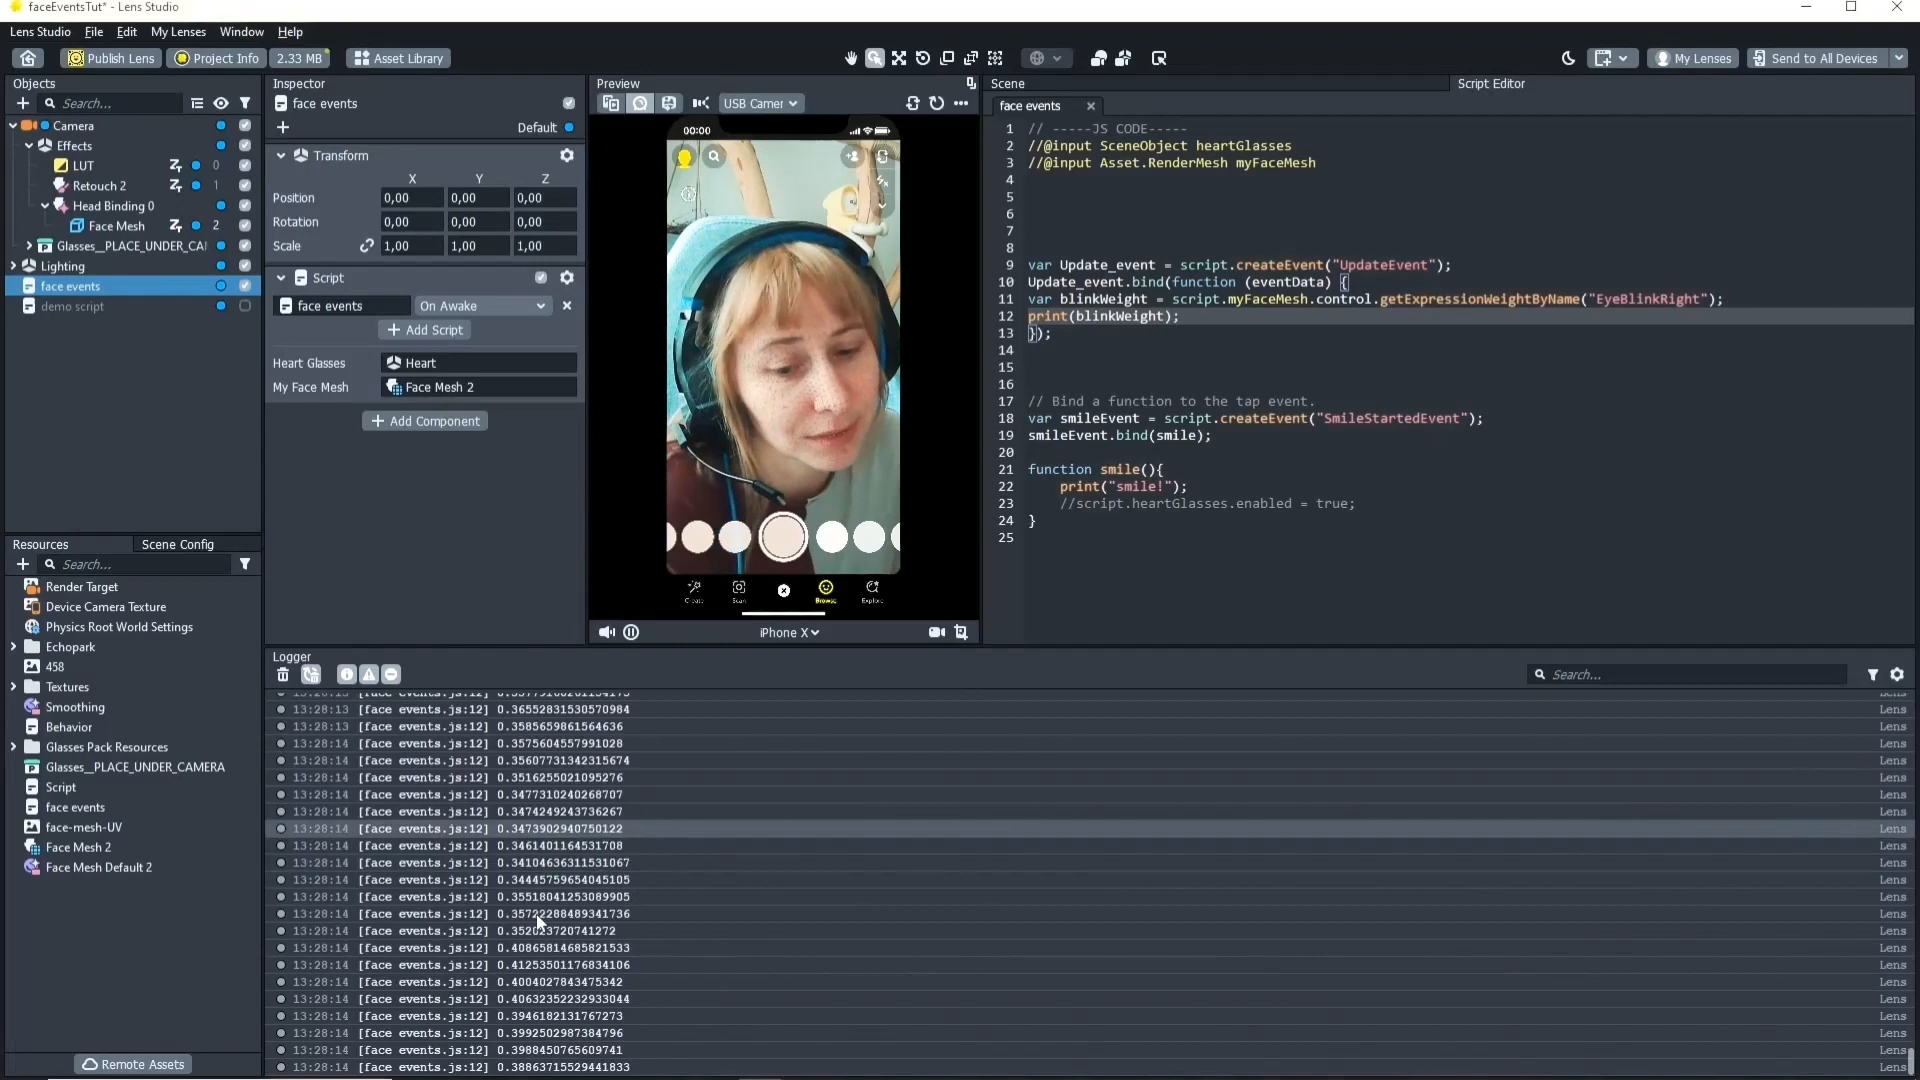 faceEventsTut* - Lens Studio
Lens Studio File Edit My Lenses Window Help
Publish Lens Project Info 2.33 MB Asset Library My Lenses Send to All Devices
Objects
Search...
Camera
Effects
LUT 0
Retouch 2 1
Head Binding 0
Face Mesh 2
Glasses__PLACE_UNDER_CAI
Lighting
face events
demo script
Resources Scene Config
Search...
Render Target
Device Camera Texture
Physics Root World Settings
Echopark
458
Textures
Smoothing
Behavior
Glasses Pack Resources
Glasses__PLACE_UNDER_CAMERA
Script
face events
face-mesh-UV
Face Mesh 2
Face Mesh Default 2
Remote Assets
Inspector
face events
Default
Transform
X Y Z
Position 0,00 0,00 0,00
Rotation 0,00 0,00 0,00
Scale 1,00 1,00 1,00
Script
face events On Awake
Add Script
Heart Glasses Heart
My Face Mesh Face Mesh 2
Add Component
Preview
USB Camer
00:00
Create Scan Browse Explore
iPhone X
Scene Script Editor
face events
1 // -----JS CODE-----
2 //@input SceneObject heartGlasses
3 //@input Asset.RenderMesh myFaceMesh
4
5
6
7
8
9 var Update_event = script.createEvent("UpdateEvent");
10 Update_event.bind(function (eventData) {
11 var blinkWeight = script.myFaceMesh.control.getExpressionWeightByName("EyeBlinkRight");
12 print(blinkWeight);
13 });
14
15
16
17 // Bind a function to the tap event.
18 var smileEvent = script.createEvent("SmileStartedEvent");
19 smileEvent.bind(smile);
20
21 function smile(){
22 print("smile!");
23 //script.heartGlasses.enabled = true;
24 }
25
Logger
Search...
13:28:13 [face events.js:12] 0.36552831530570984 Lens
13:28:13 [face events.js:12] 0.3585659861564636 Lens
13:28:14 [face events.js:12] 0.3575604557991028 Lens
13:28:14 [face events.js:12] 0.35607731342315674 Lens
13:28:14 [face events.js:12] 0.3516255021095276 Lens
13:28:14 [face events.js:12] 0.3477310240268707 Lens
13:28:14 [face events.js:12] 0.3474249243736267 Lens
13:28:14 [face events.js:12] 0.3473902940750122 Lens
13:28:14 [face events.js:12] 0.3461401164531708 Lens
13:28:14 [face events.js:12] 0.34104636311531067 Lens
13:28:14 [face events.js:12] 0.34445759654045105 Lens
13:28:14 [face events.js:12] 0.35518041253089905 Lens
13:28:14 [face events.js:12] 0.35722288489341736 Lens
13:28:14 [face events.js:12] Lens
13:28:14 [face events.js:12] 0.40865814685821533 Lens
13:28:14 [face events.js:12] 0.41253501176834106 Lens
13:28:14 [face events.js:12] 0.4004027843475342 Lens
13:28:14 [face events.js:12] 0.40632352232933044 Lens
13:28:14 [face events.js:12] 0.3946182131767273 Lens
13:28:14 [face events.js:12] 0.3992502987384796 Lens
13:28:14 [face events.js:12] 0.3988450765609741 Lens
13:28:14 [face events.js:12] 0.38863715529441833 Lens